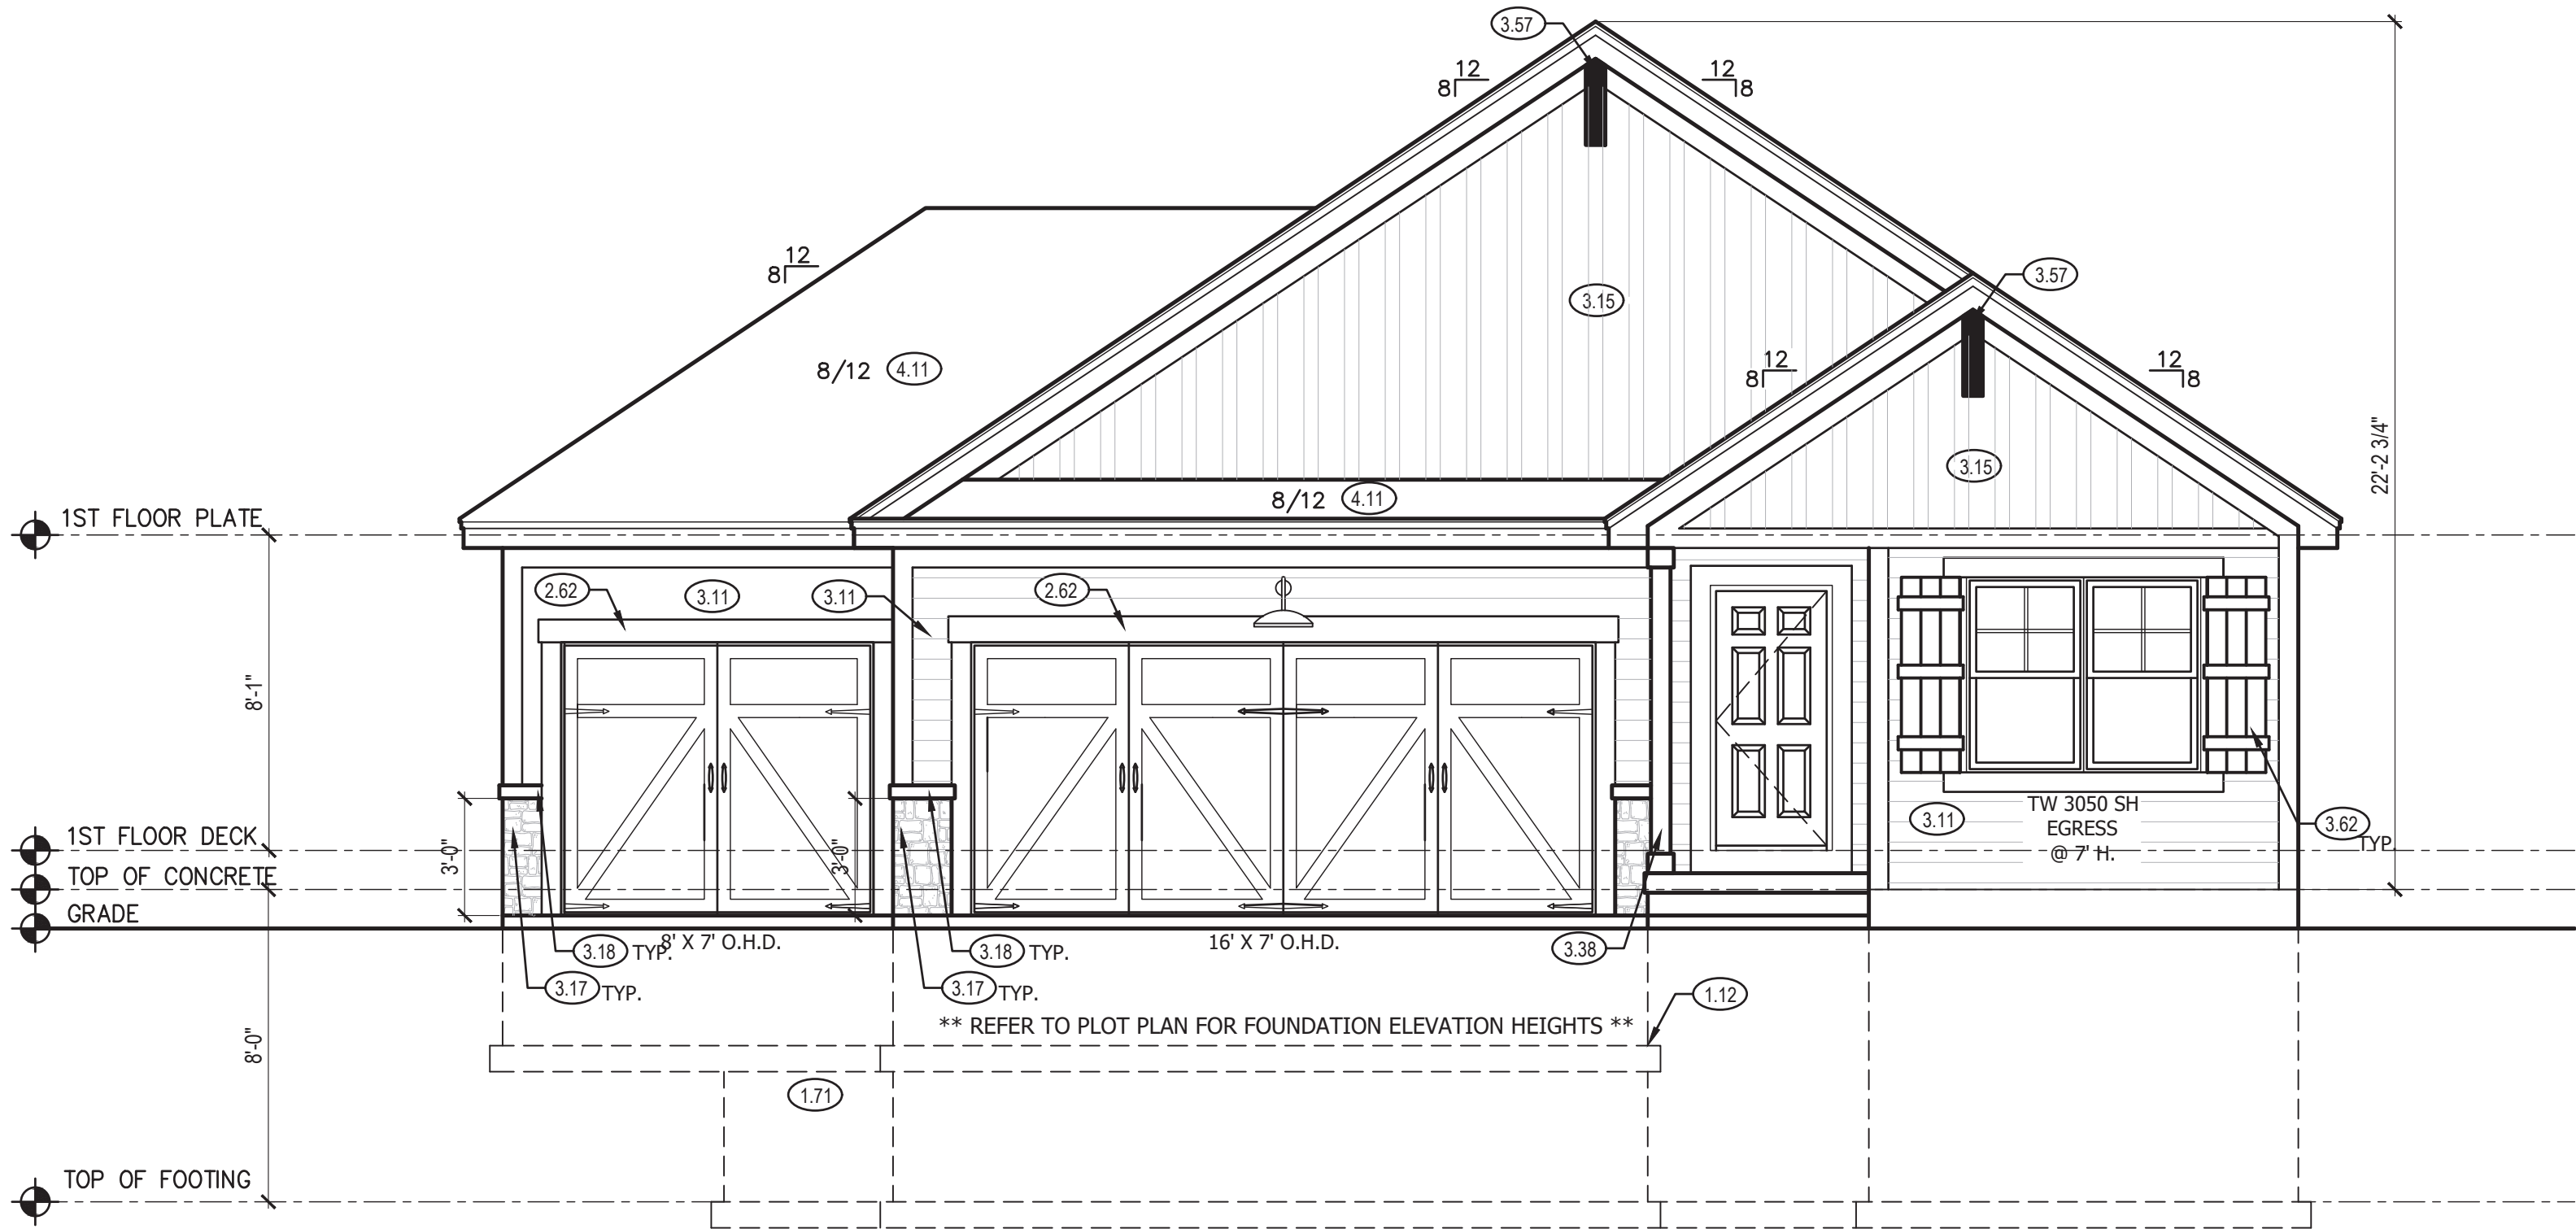 3.57
12
8
12
8
12
8
3.57
3.15
12
8
12
8
8/12 4.11
22'-2 3/4"
3.15
8/12 4.11
1ST FLOOR PLATE
2.62
3.11
3.11
2.62
8'-1"
TW 3050 SH
EGRESS
@ 7' H.
3.11
3.62
TYP.
1ST FLOOR DECK
3'-0"
3'-0"
TOP OF CONCRETE
GRADE
3.18 TYP.
8' X 7' O.H.D.
3.18 TYP.
16' X 7' O.H.D.
3.38
3.17 TYP.
3.17 TYP.
1.12
** REFER TO PLOT PLAN FOR FOUNDATION ELEVATION HEIGHTS **
8'-0"
1.71
TOP OF FOOTING